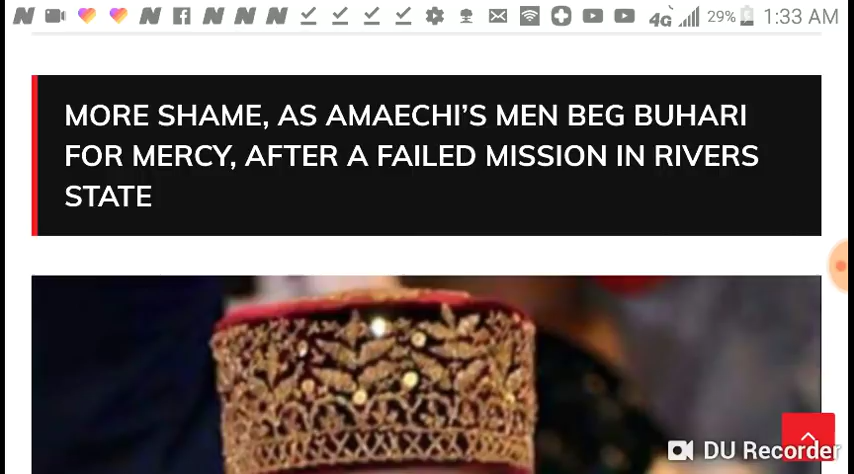 4G 29% 1:33 AM
MORE SHAME, AS AMAECHI'S MEN BEG BUHARI
FOR MERCY, AFTER A FAILED MISSION IN RIVERS
STATE
DU Recorder